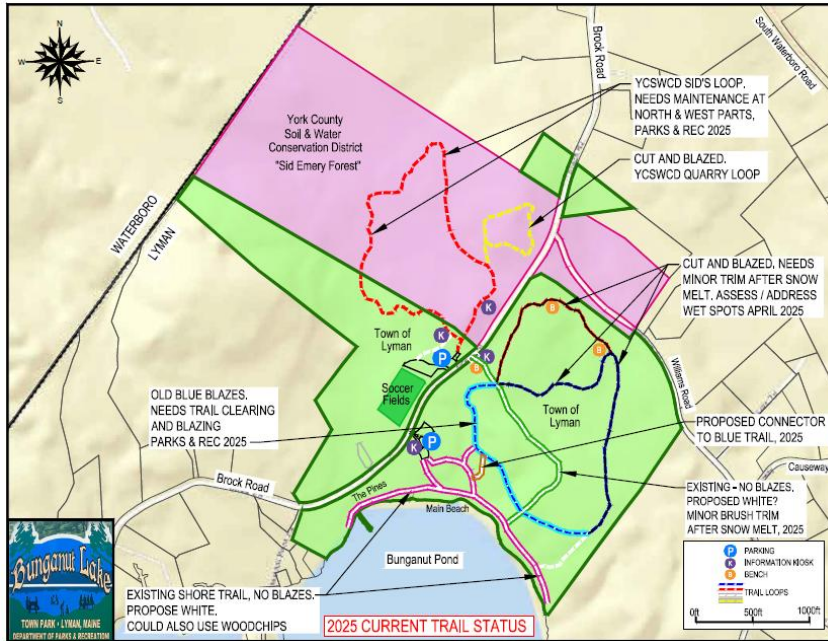 N
W
E
S
Brock Road
South Waterboro Road
YCSWCD SID'S LOOP,
NEEDS MAINTENANCE AT
NORTH & WEST PARTS,
PARKS & REC 2025
York County
Soil & Water
Conservation District
"Sid Emery Forest"
CUT AND BLAZED.
YCSWCD QUARRY LOOP
WATERBORO
LYMAN
CUT AND BLAZED, NEEDS
MINOR TRIM AFTER SNOW
MELT, ASSESS / ADDRESS
WET SPOTS APRIL 2025
K
B
Town of
Lyman
K
P
K
B
B
Williams Road
Soccer
Fields
Town of
Lyman
OLD BLUE BLAZES.
NEEDS TRAIL CLEARING
AND BLAZING
PARKS & REC 2025
PROPOSED CONNECTOR
TO BLUE TRAIL, 2025
K
P
Causeway
Brock Road
The Pines
Main Beach
EXISTING - NO BLAZES.
PROPOSED WHITE?
MINOR BRUSH TRIM
AFTER SNOW MELT, 2025
Bunganut Pond
Bunganut Lake
TOWN PARK - LYMAN, MAINE
DEPARTMENT OF PARKS & RECREATION
EXISTING SHORE TRAIL, NO BLAZES.
PROPOSE WHITE.
COULD ALSO USE WOODCHIPS
2025 CURRENT TRAIL STATUS
P PARKING
K INFORMATION KIOSK
B BENCH
TRAIL LOOPS
0ft 500ft 1000ft